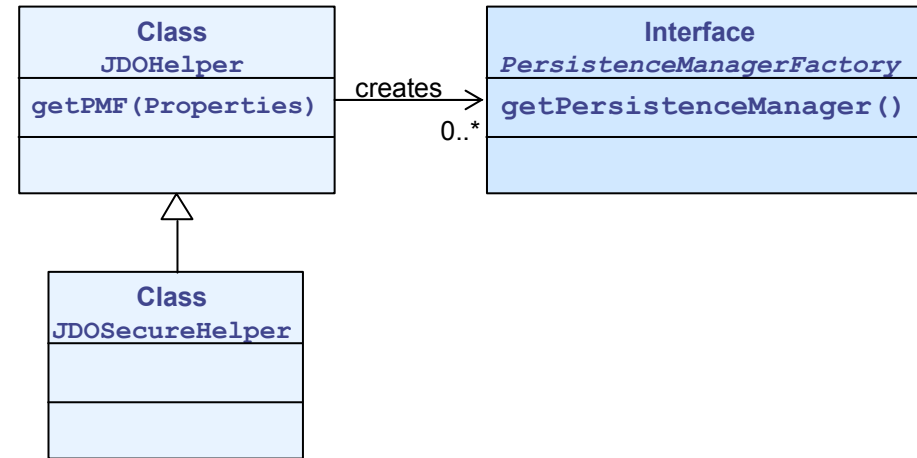 Class
JDOHelper
getPMF(Properties)
creates
0..*
Interface
PersistenceManagerFactory
getPersistenceManager()
Class
JDOSecureHelper